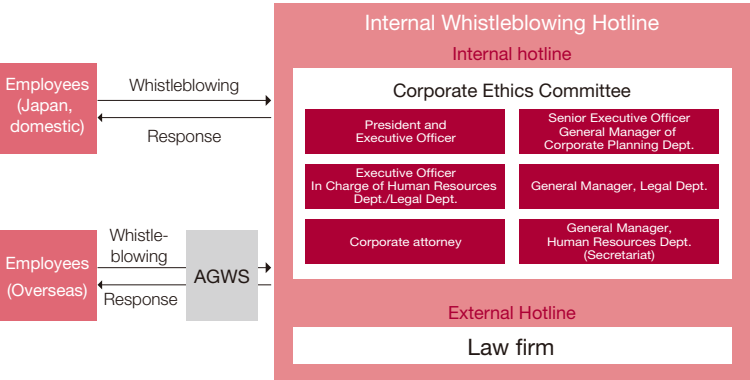 Internal Whistleblowing Hotline
Internal hotline
Corporate Ethics Committee
President and
Executive Officer
Senior Executive Officer
General Manager of
Corporate Planning Dept.
Executive Officer
In Charge of Human Resources
Dept./Legal Dept.
General Manager, Legal Dept.
Corporate attorney
General Manager,
Human Resources Dept.
(Secretariat)
External Hotline
Law firm
Employees
(Japan,
domestic)
Whistleblowing
Response
Employees
(Overseas)
Whistle-
blowing
Response
AGWS